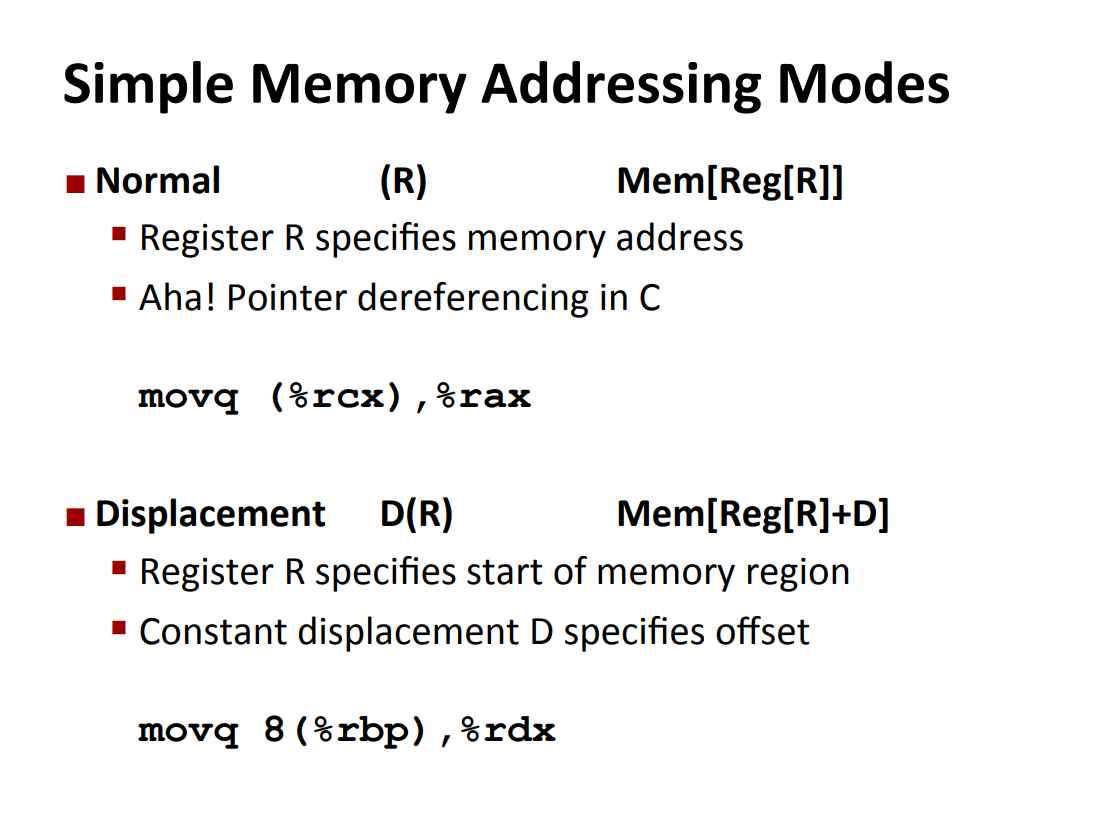 Simple Memory Addressing Modes
■ Normal (R) Mem[Reg[R]]
▪ Register R specifies memory address
▪ Aha! Pointer dereferencing in C
movq (%rcx),%rax
■ Displacement D(R) Mem[Reg[R]+D]
▪ Register R specifies start of memory region
▪ Constant displacement D specifies offset
movq 8(%rbp),%rdx